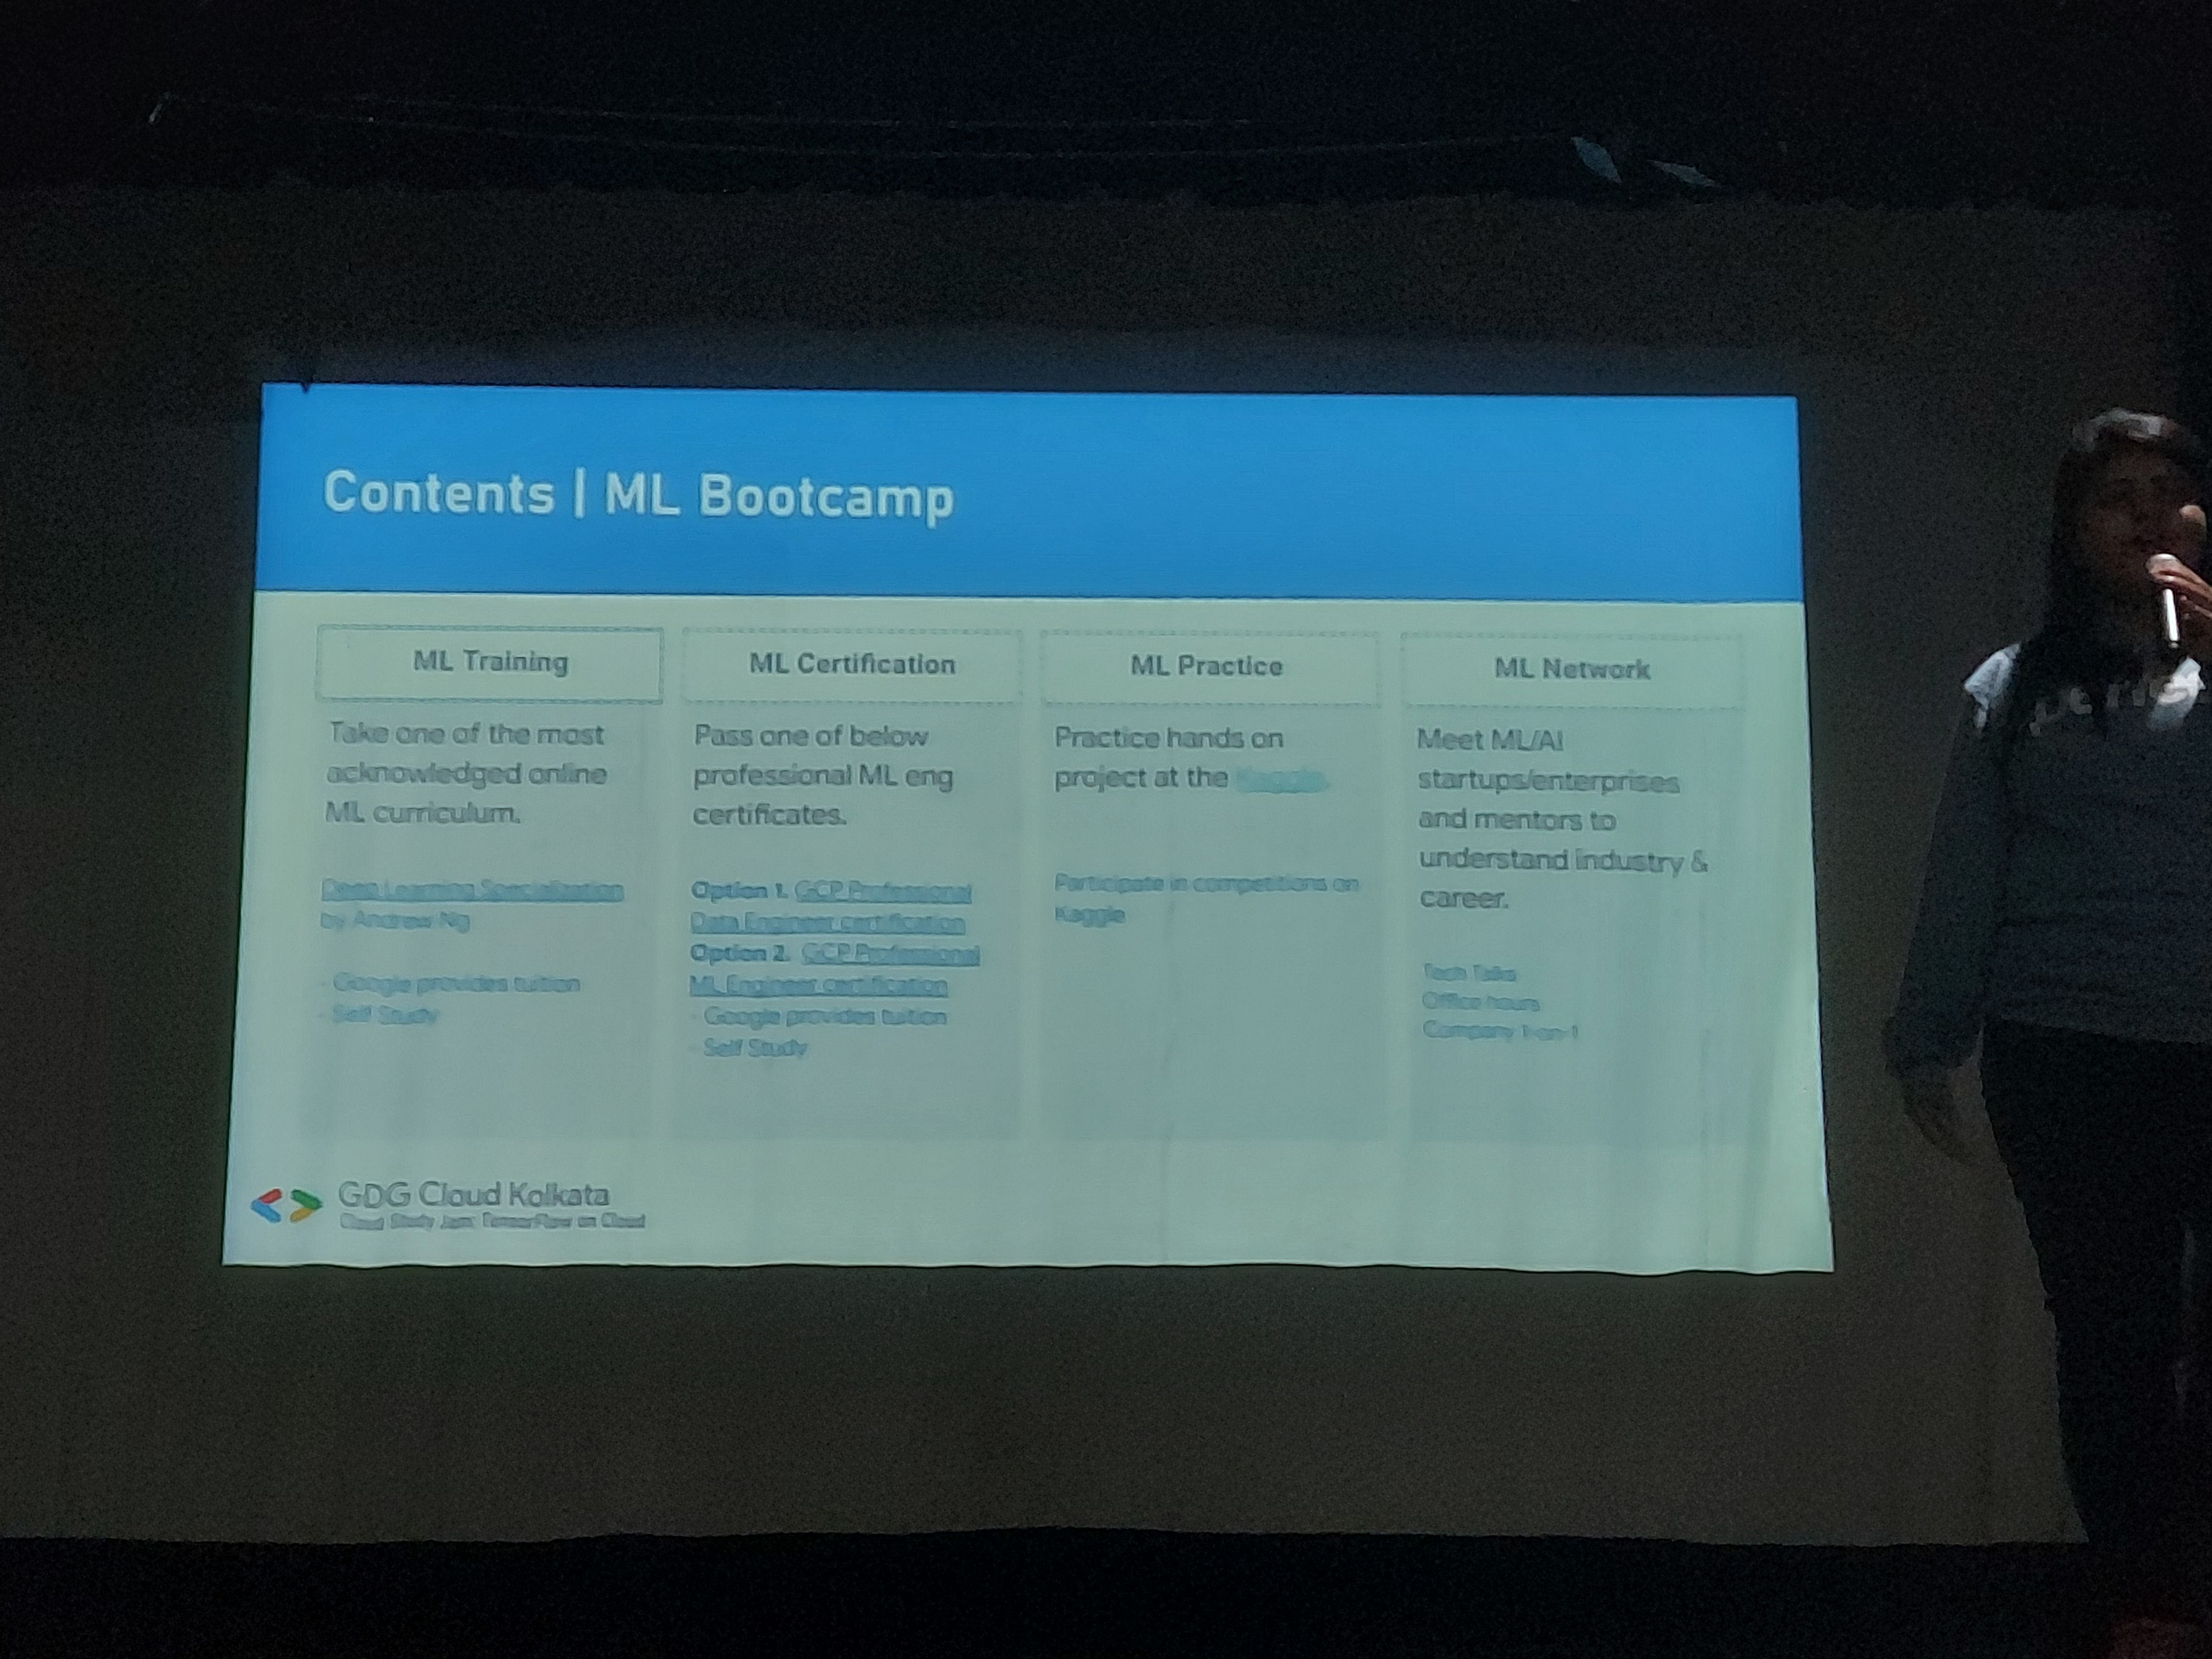 Contents | ML Bootcamp
ML Training
Take one of the most
acknowledged online
ML curriculum.
Deep Learning Specialization
by Andrew Ng
- Google provides tuition
- Self Study
ML Certification
Pass one of below
professional ML eng
certificates.
Option 1. GCP Professional
Data Engineer certification
Option 2. GCP Professional
ML Engineer certification
- Google provides tuition
- Self Study
ML Practice
Practice hands on
project at the Kaggle.
Participate in competitions on
Kaggle
ML Network
Meet ML/AI
startups/enterprises
and mentors to
understand industry &
career.
Tech Talks
Office hours
Company 1-on-1
GDG Cloud Kolkata
Cloud Study Jam: TensorFlow on Cloud